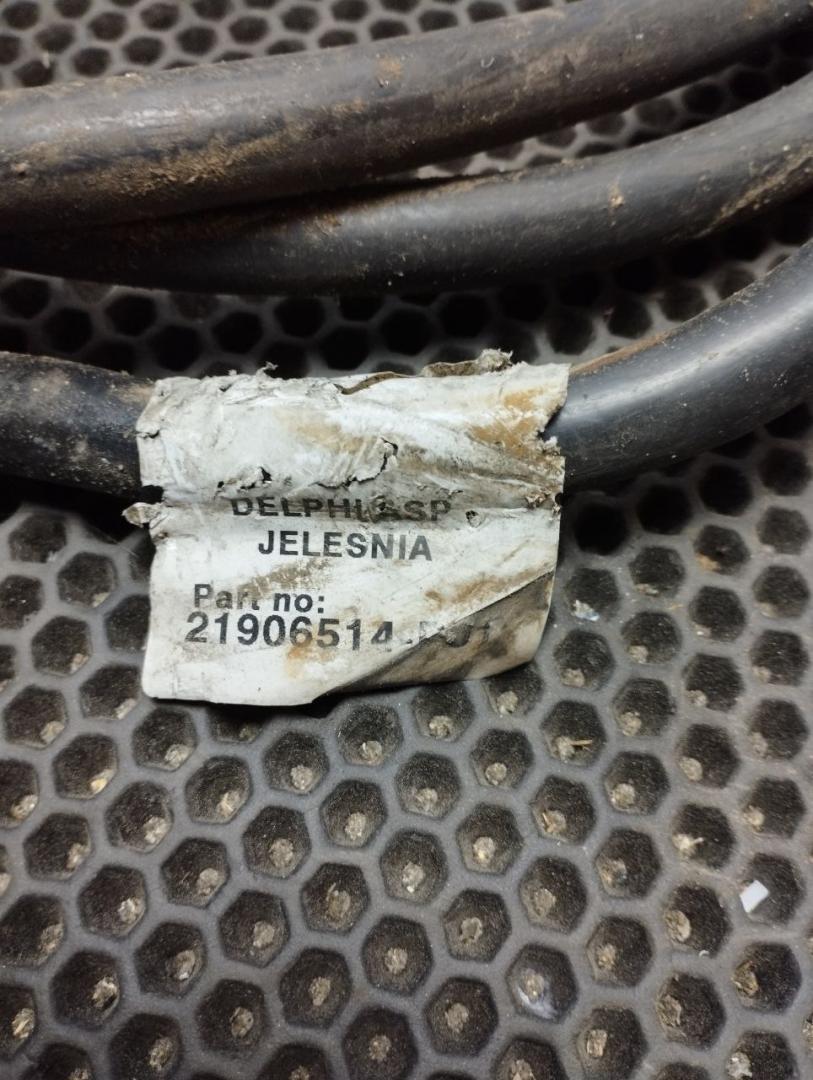 DELPHI ASP
JELESNIA
Part no:
21906514